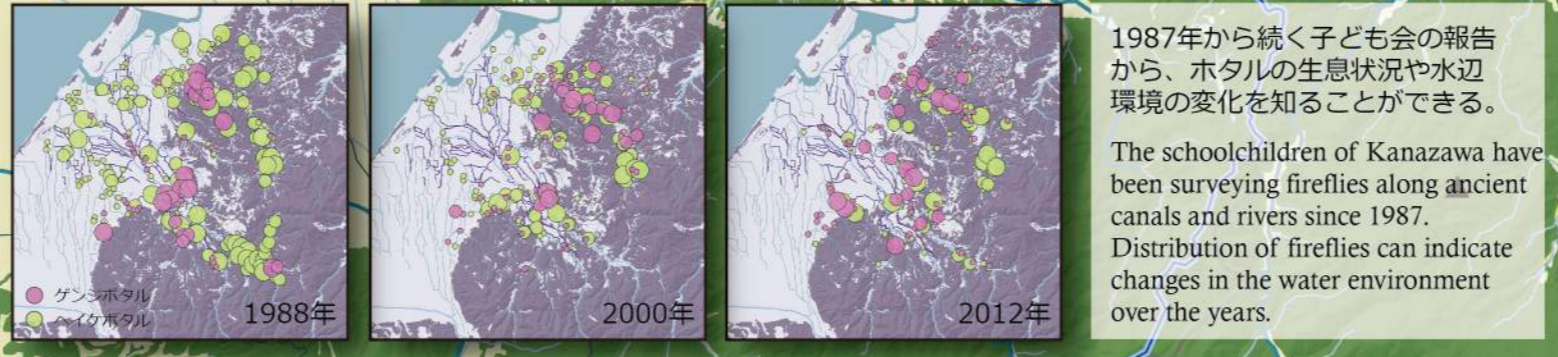 ゲンジボタル
ヘイケボタル
1988年
2000年
2012年
1987年から続く子ども会の報告
から、ホタルの生息状況や水辺
環境の変化を知ることができる。
The schoolchildren of Kanazawa have
been surveying fireflies along ancient
canals and rivers since 1987.
Distribution of fireflies can indicate
changes in the water environment
over the years.